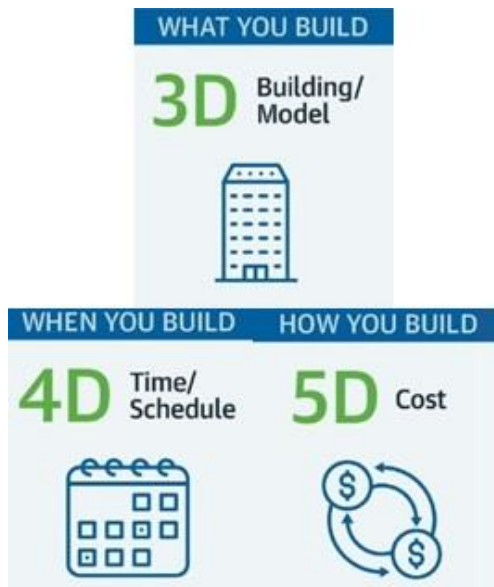 WHAT YOU BUILD
3D Building/
Model
WHEN YOU BUILD
4D Time/
Schedule
HOW YOU BUILD
5D Cost
$
$